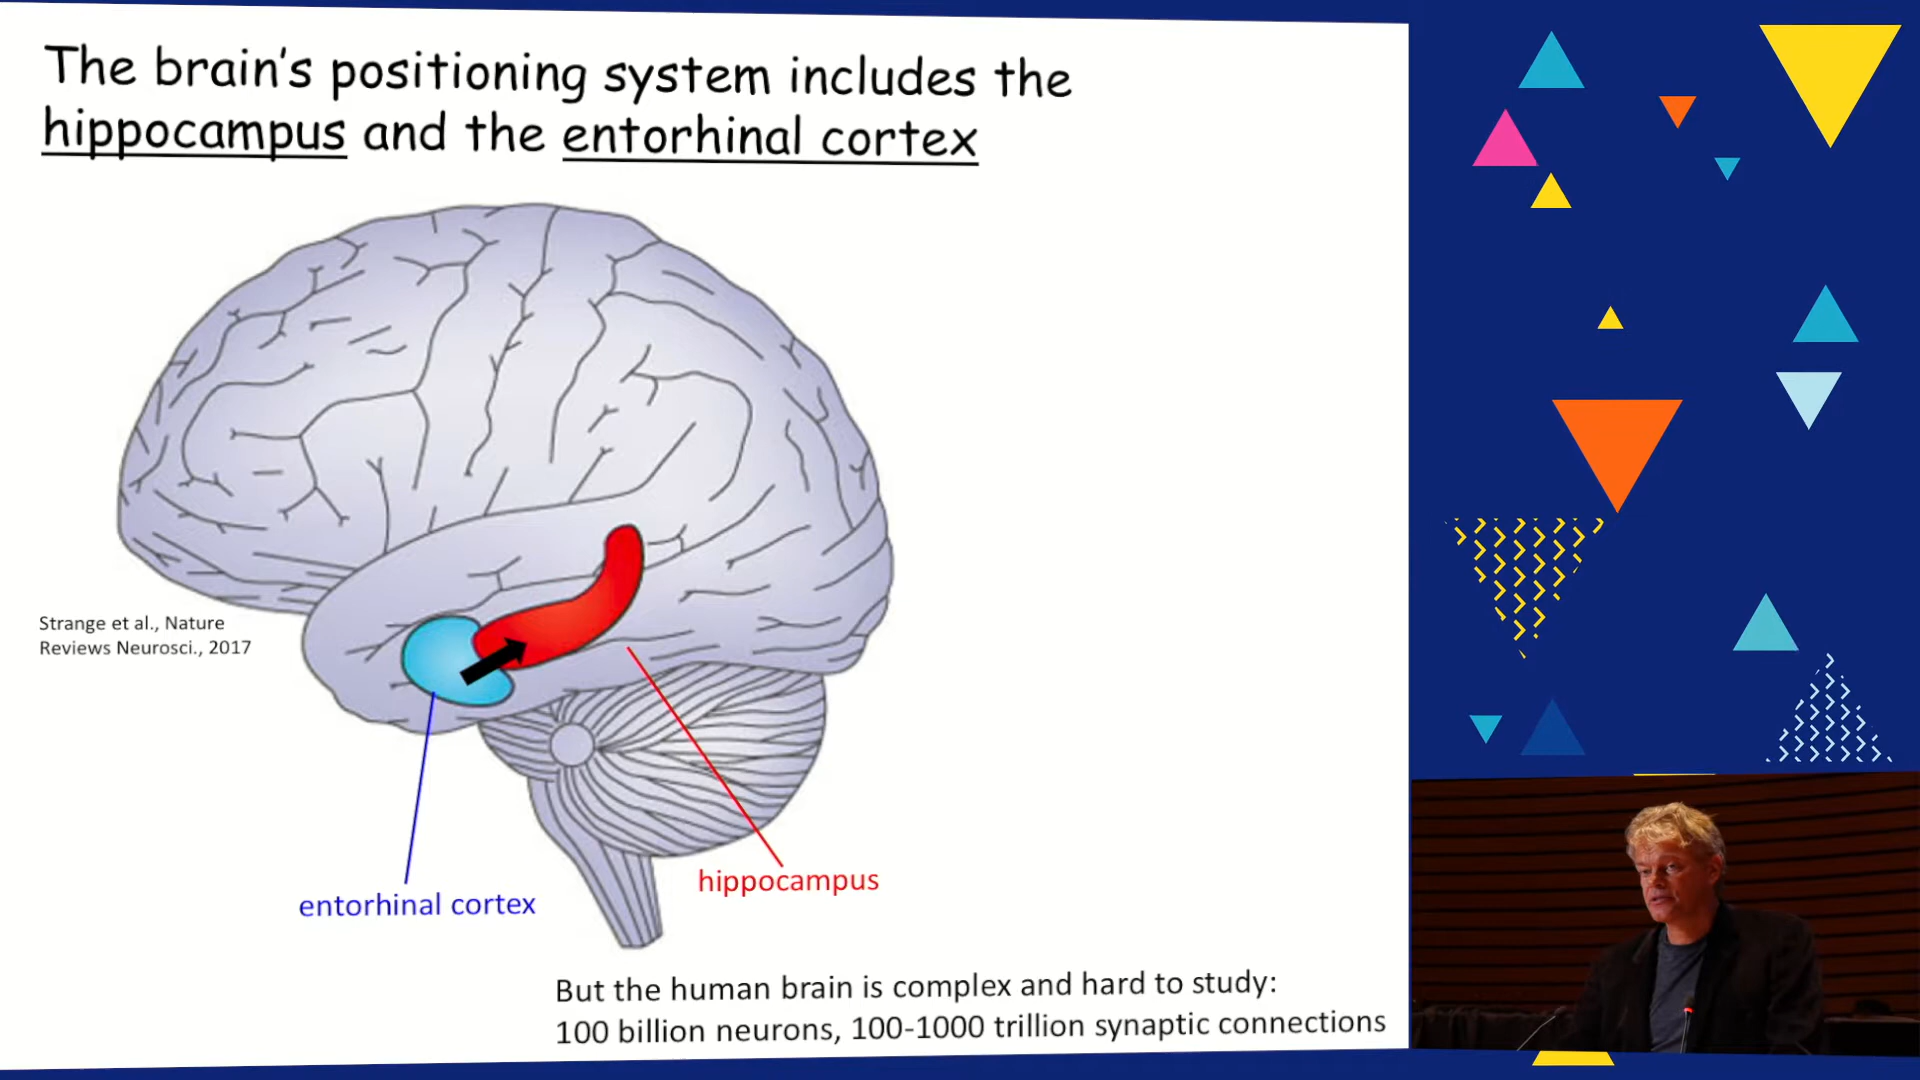 The brain's positioning system includes the
hippocampus and the entorhinal cortex
Strange et al., Nature
Reviews Neurosci., 2017
entorhinal cortex
hippocampus
But the human brain is complex and hard to study:
100 billion neurons, 100-1000 trillion synaptic connections